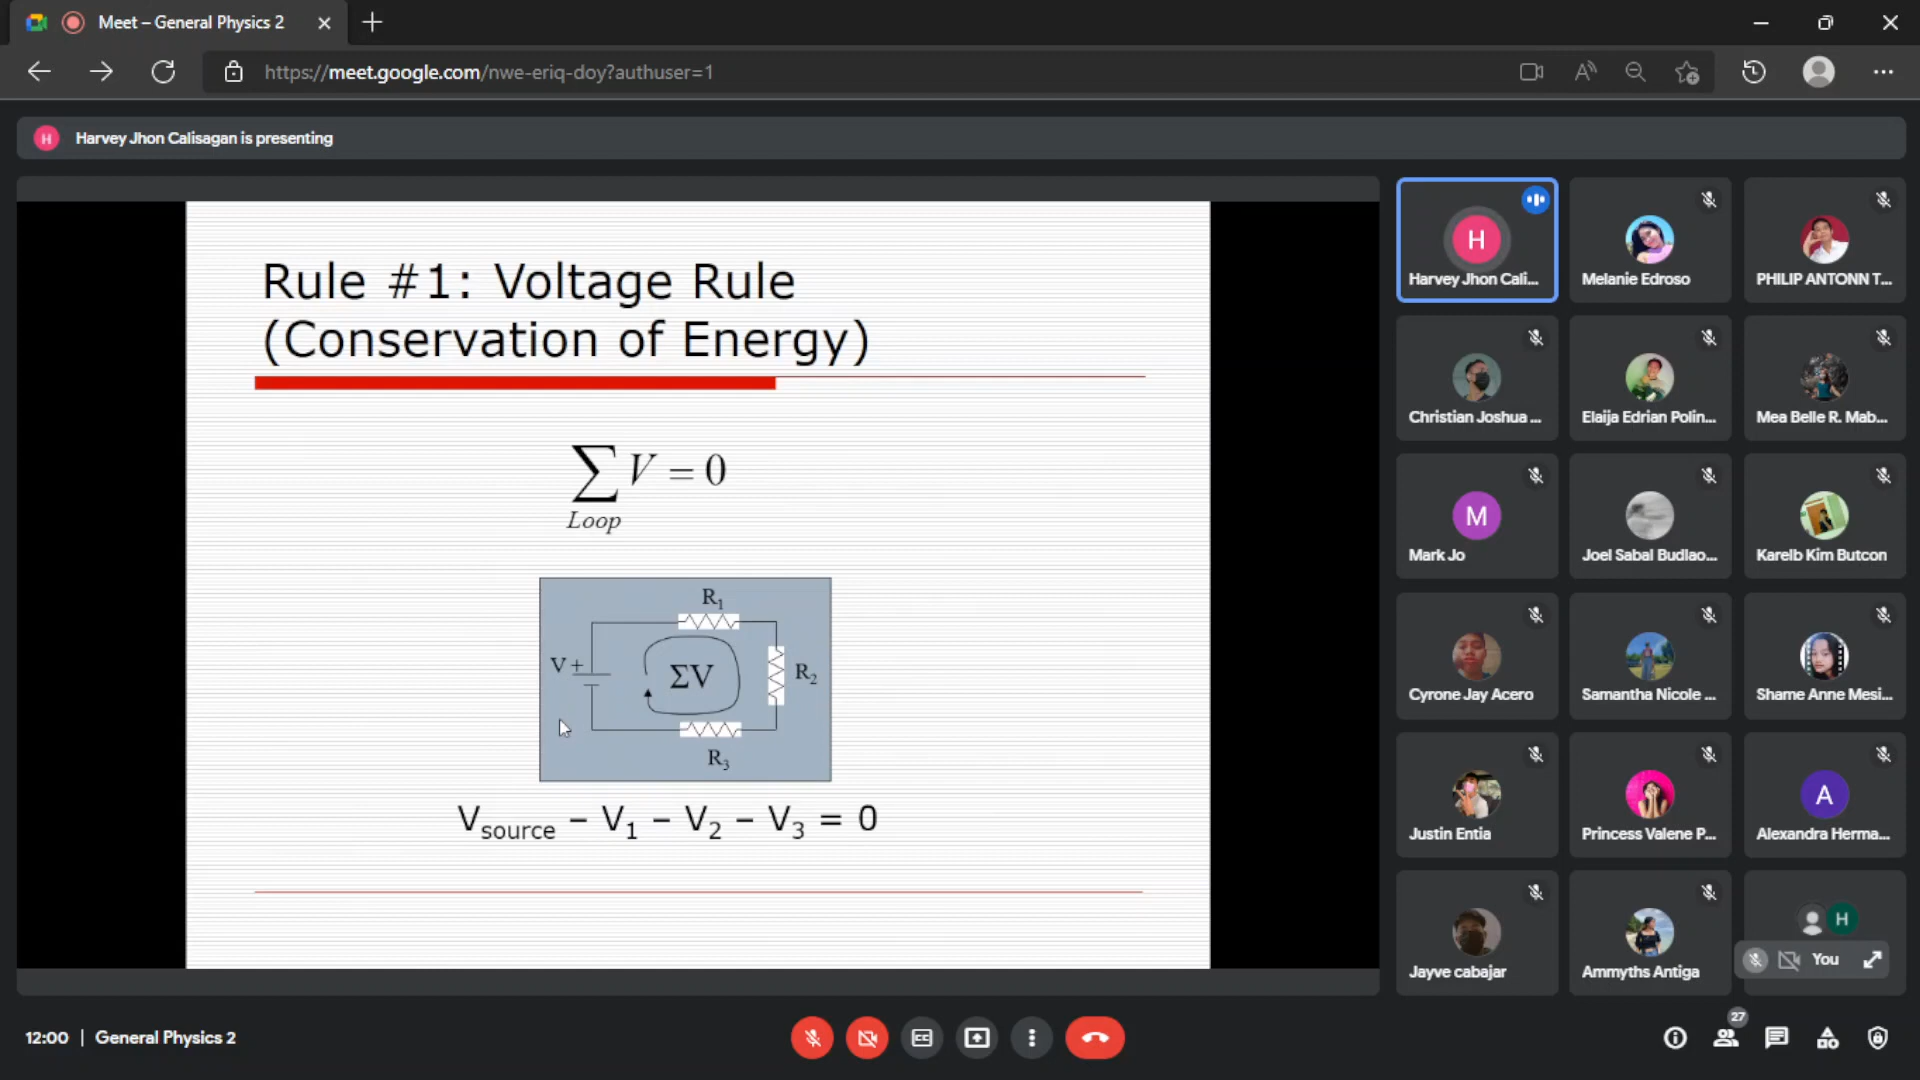 Meet – General Physics 2
https://meet.google.com/nwe-eriq-doy?authuser=1
H
Harvey Jhon Calisagan is presenting
Rule #1: Voltage Rule
(Conservation of Energy)
∑ V = 0
Loop
R₁
V +
ΣV
R₂
R₃
Vsource – V₁ – V₂ – V₃ = 0
H
Harvey Jhon Cali...
Melanie Edroso
PHILIP ANTONN T...
Christian Joshua ...
Elaija Edrian Polin...
Mea Belle R. Mab...
M
Mark Jo
Joel Sabal Budlao...
Karelb Kim Butcon
Cyrone Jay Acero
Samantha Nicole ...
Shame Anne Mesi...
Justin Entia
Princess Valene P...
A
Alexandra Herma...
Jayve cabajar
Ammyths Antiga
H
You
12:00 | General Physics 2
CC
27